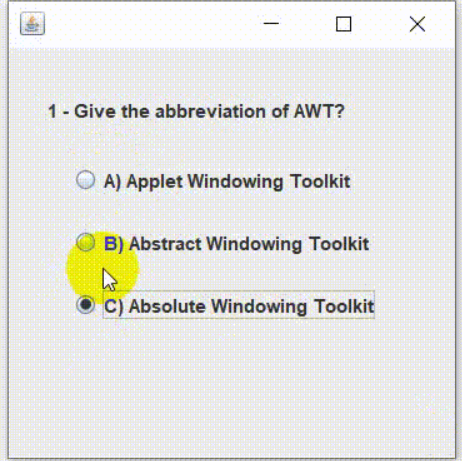 1 - Give the abbreviation of AWT?
A) Applet Windowing Toolkit
B) Abstract Windowing Toolkit
C) Absolute Windowing Toolkit